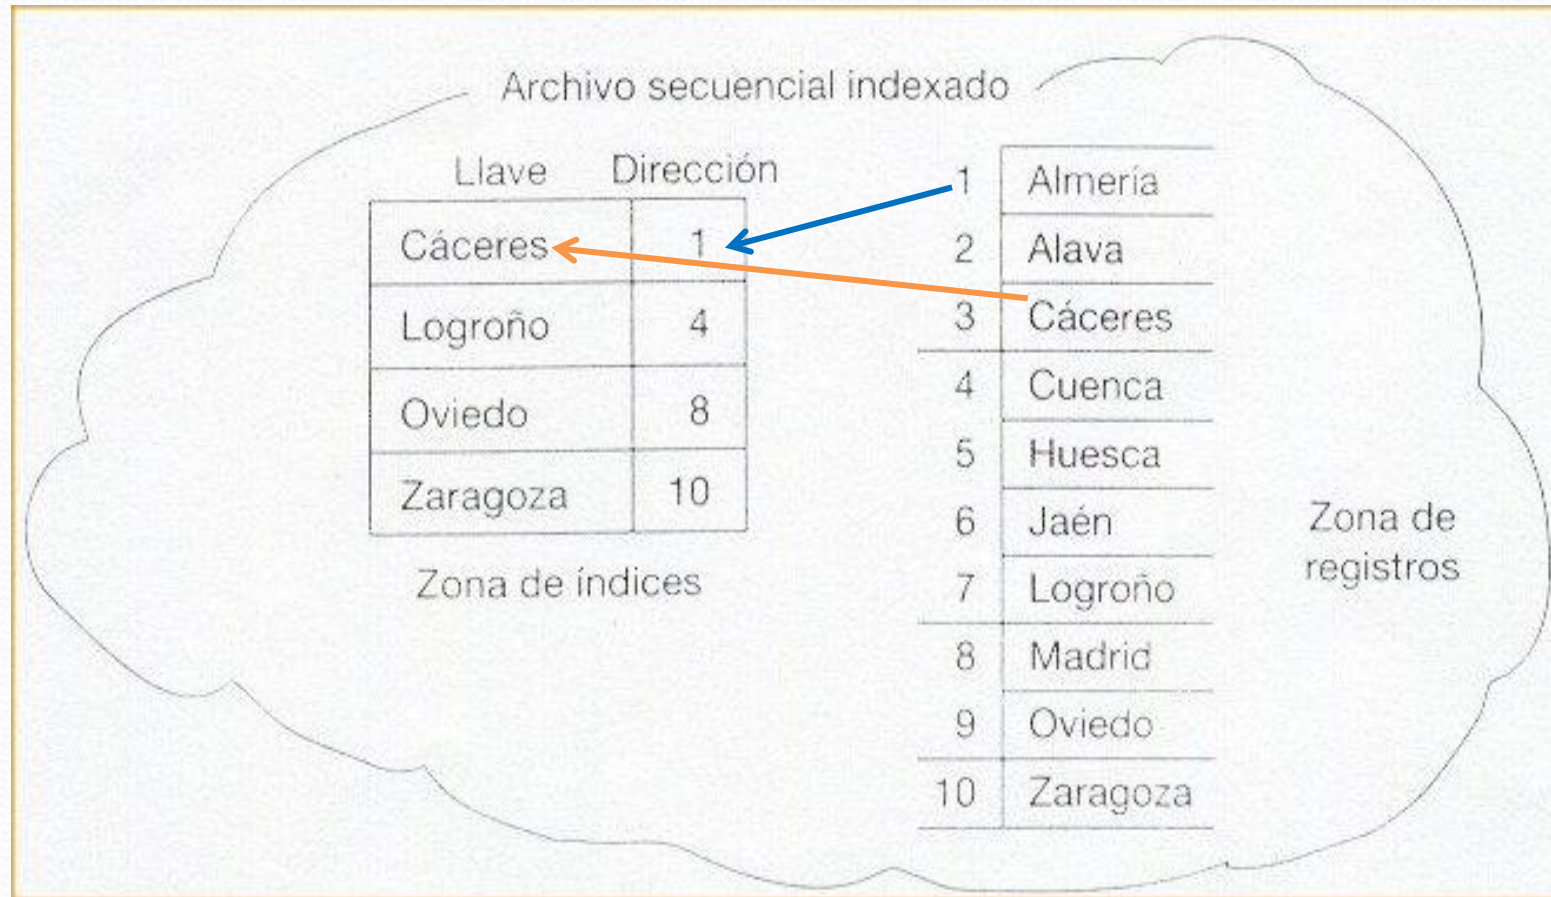 Archivo secuencial indexado
Llave Dirección
Cáceres 1
Logroño 4
Oviedo 8
Zaragoza 10
Zona de índices
1 Almería
2 Alava
3 Cáceres
4 Cuenca
5 Huesca
6 Jaén
7 Logroño
8 Madrid
9 Oviedo
10 Zaragoza
Zona de
registros